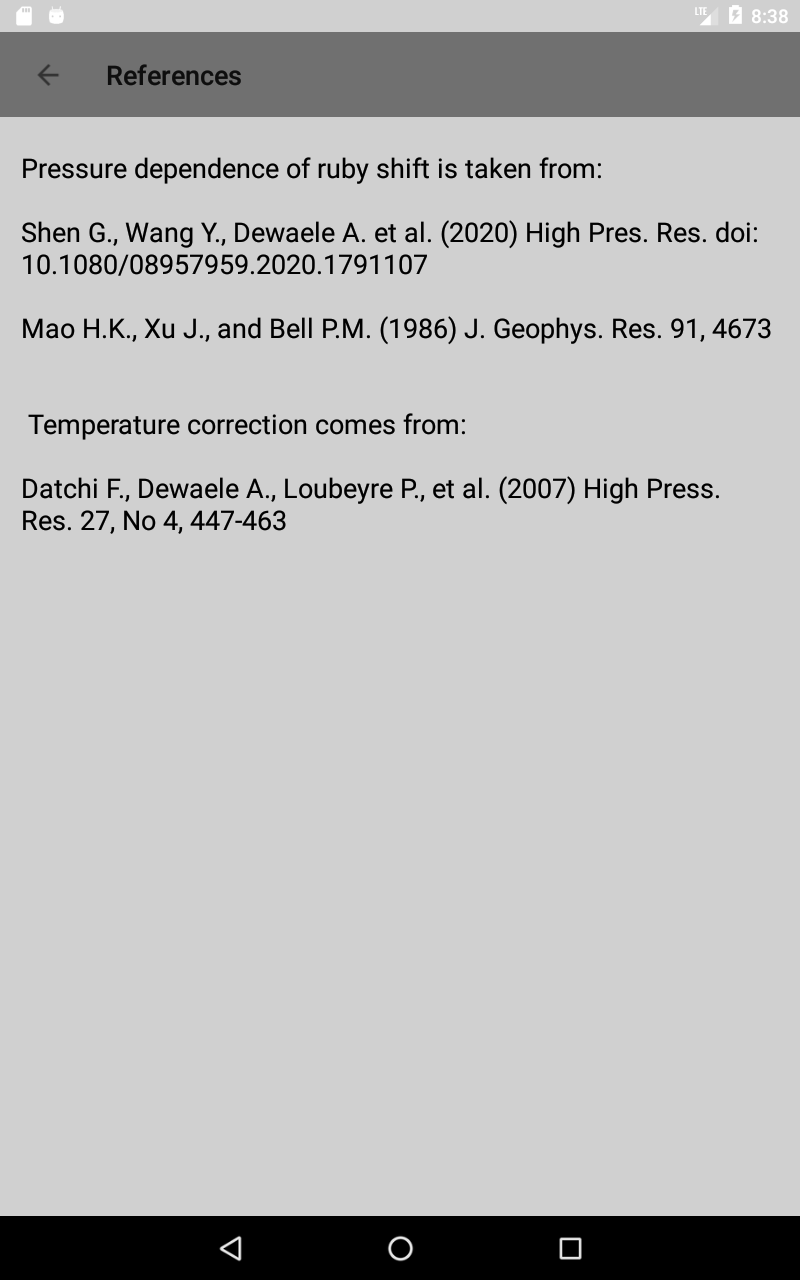 LTE 8:38
References
Pressure dependence of ruby shift is taken from:
Shen G., Wang Y., Dewaele A. et al. (2020) High Pres. Res. doi:
10.1080/08957959.2020.1791107
Mao H.K., Xu J., and Bell P.M. (1986) J. Geophys. Res. 91, 4673
Temperature correction comes from:
Datchi F., Dewaele A., Loubeyre P., et al. (2007) High Press.
Res. 27, No 4, 447-463